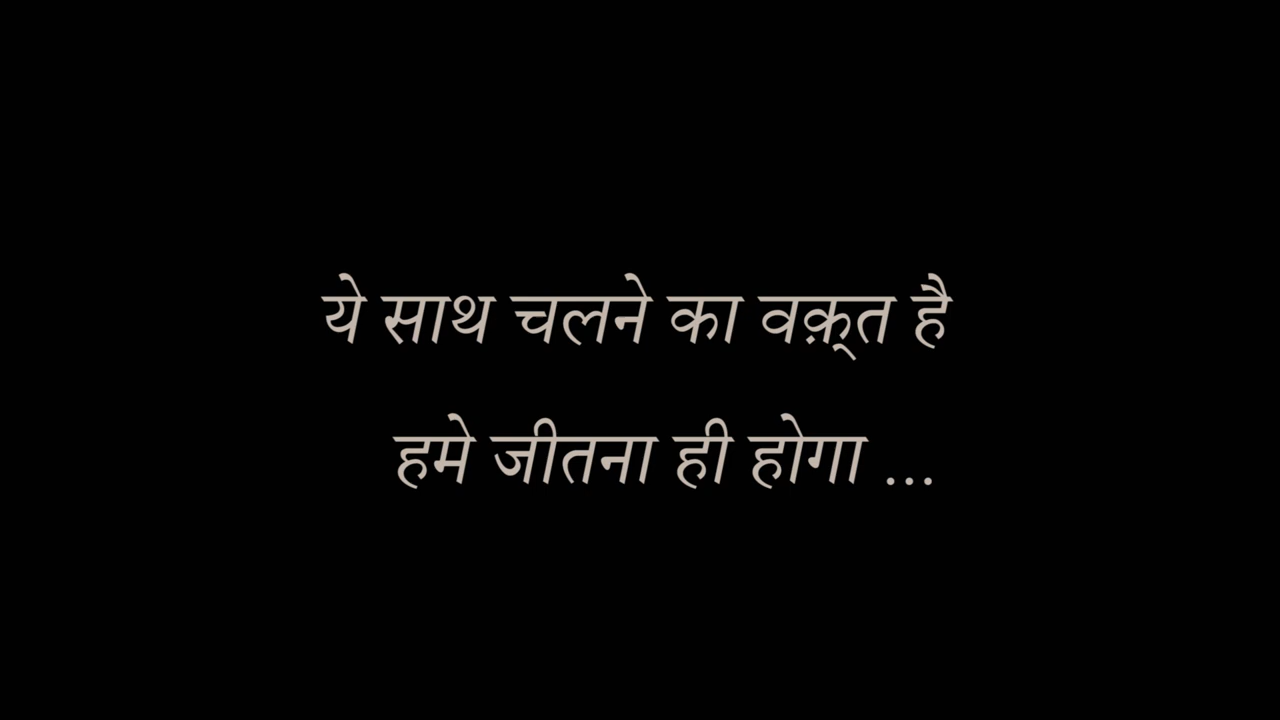 ये साथ चलने का वक़्त है
हमे जीतना ही होगा ...